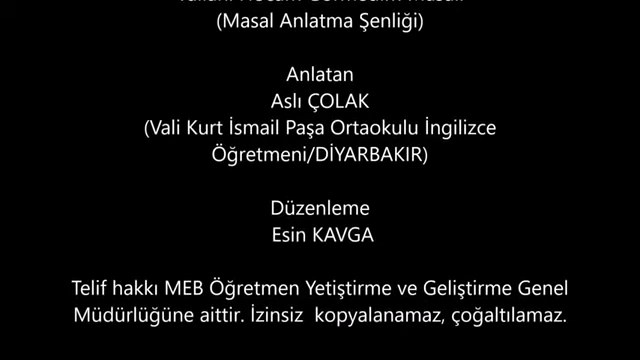 (Masal Anlatma Şenliği)
Anlatan
Aslı ÇOLAK
(Vali Kurt İsmail Paşa Ortaokulu İngilizce
Öğretmeni/DİYARBAKIR)
Düzenleme
Esin KAVGA
Telif hakkı MEB Öğretmen Yetiştirme ve Geliştirme Genel
Müdürlüğüne aittir. İzinsiz kopyalanamaz, çoğaltılamaz.